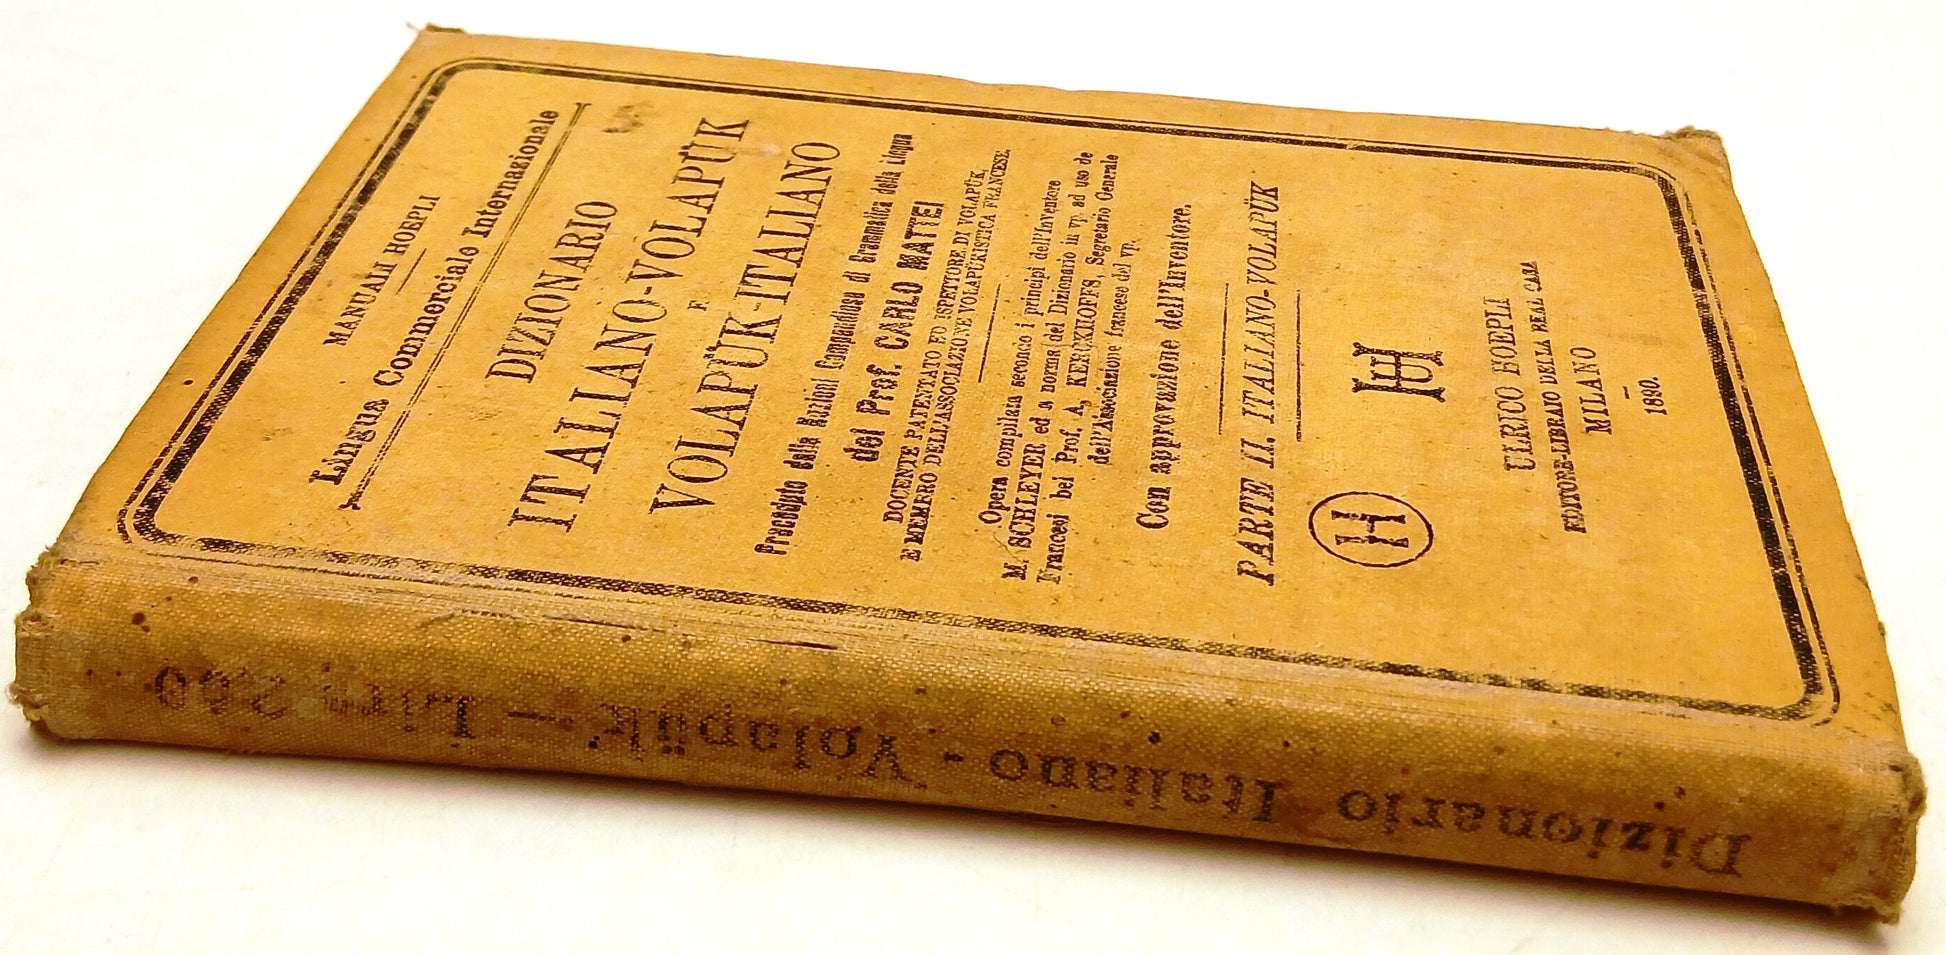 MANUALI HOEPLI
Lingua Commerciale Internazionale
DIZIONARIO
ITALIANO-VOLAPÜK
E
VOLAPÜK-ITALIANO
Preceduto dalle Nozioni Compendiose di Grammatica della Lingua
del Prof. CARLO MATTEI
DOCENTE PATENTATO ED ISPETTORE DI VOLAPÜK,
E MEMBRO DELL'ASSOCIAZIONE VOLAPÜKISTICA FRANCESE.
Opera compilata secondo i principi dell'Inventore
M. SCHLEYER ed a norma del Dizionario in vp. ad uso de
Francesi bel Prof. A, KERCKHOFFS, Segretario Generale
dell'Associazione francese del vp.
Con approvazione dell'Inventore.
PARTE II. ITALIANO-VOLAPÜK
H
UH
ULRICO HOEPLI
EDITORE-LIBRAIO DELLA REAL CASA
MILANO
1890.
Dizionario Italiano - Volapük — Lire 2,50